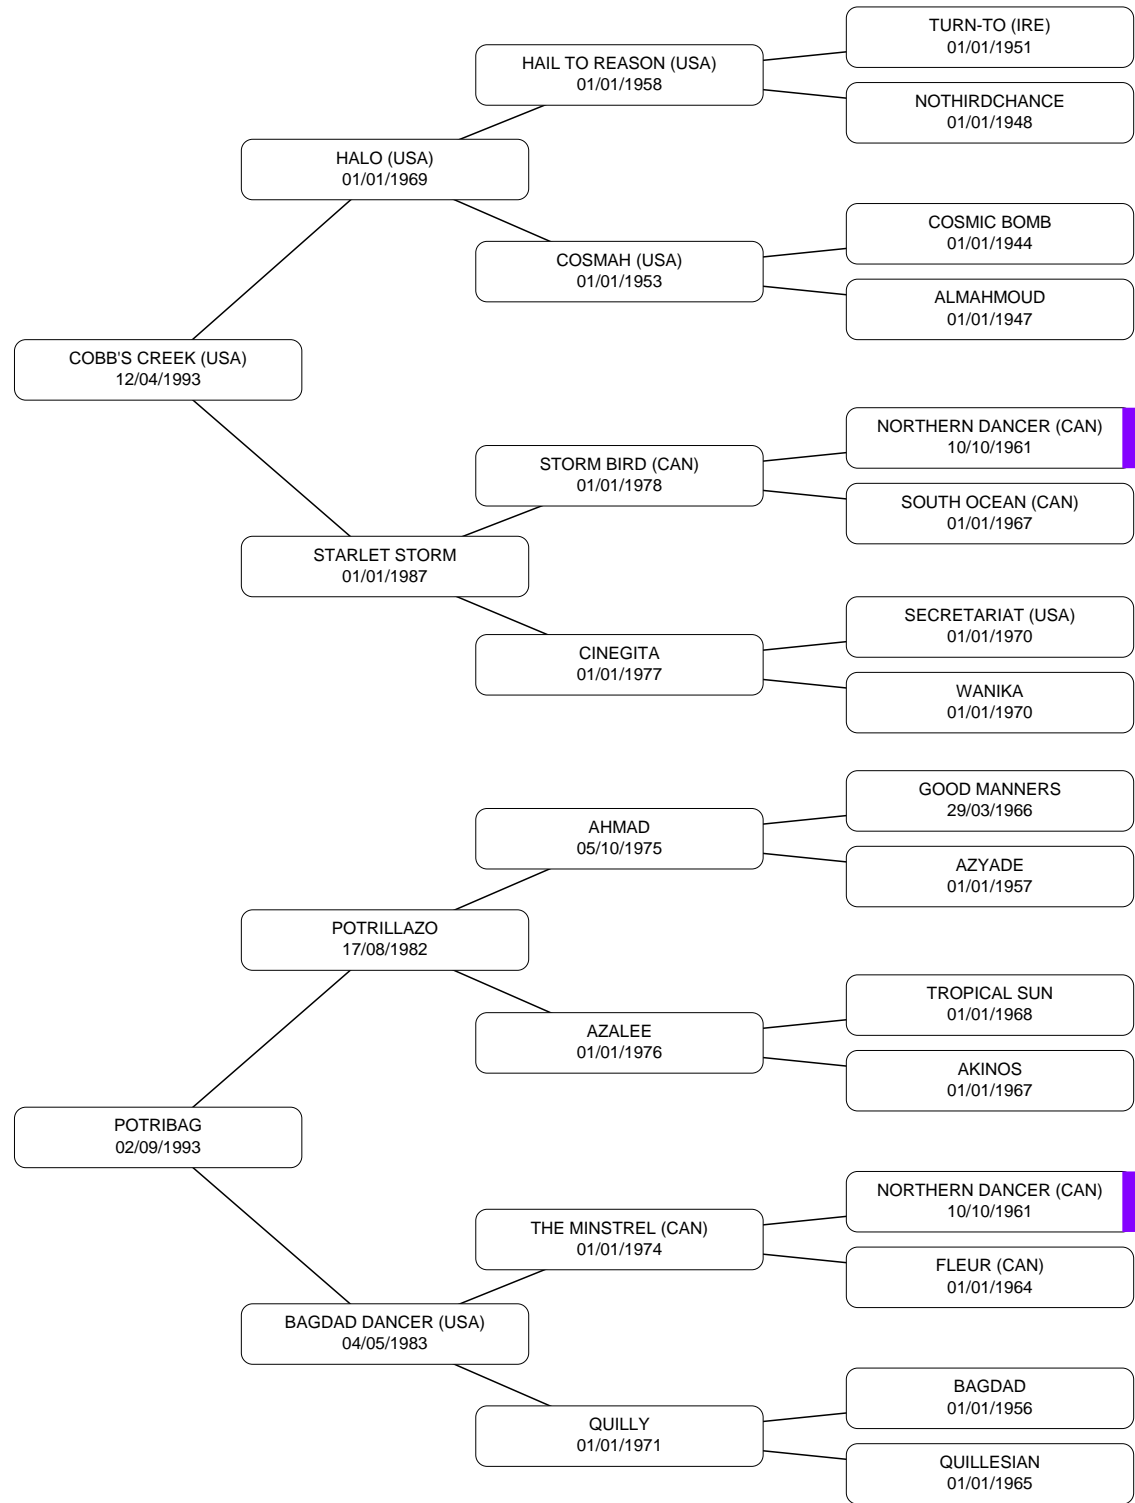 TURN-TO (IRE)
01/01/1951
HAIL TO REASON (USA)
01/01/1958
NOTHIRDCHANCE
01/01/1948
HALO (USA)
01/01/1969
COSMIC BOMB
01/01/1944
COSMAH (USA)
01/01/1953
ALMAHMOUD
01/01/1947
COBB'S CREEK (USA)
12/04/1993
NORTHERN DANCER (CAN)
10/10/1961
STORM BIRD (CAN)
01/01/1978
SOUTH OCEAN (CAN)
01/01/1967
STARLET STORM
01/01/1987
SECRETARIAT (USA)
01/01/1970
CINEGITA
01/01/1977
WANIKA
01/01/1970
GOOD MANNERS
29/03/1966
AHMAD
05/10/1975
AZYADE
01/01/1957
POTRILLAZO
17/08/1982
TROPICAL SUN
01/01/1968
AZALEE
01/01/1976
AKINOS
01/01/1967
POTRIBAG
02/09/1993
NORTHERN DANCER (CAN)
10/10/1961
THE MINSTREL (CAN)
01/01/1974
FLEUR (CAN)
01/01/1964
BAGDAD DANCER (USA)
04/05/1983
BAGDAD
01/01/1956
QUILLY
01/01/1971
QUILLESIAN
01/01/1965